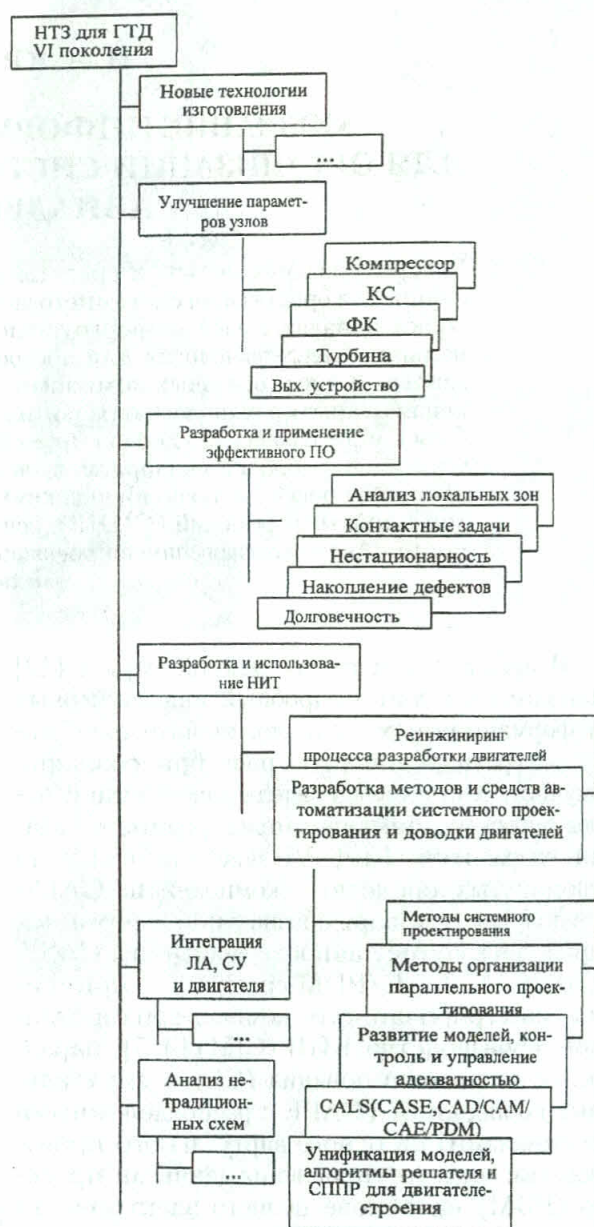 НТЗ для ГТД
VI поколения
Новые технологии
изготовления
...
Улучшение парамет-
ров узлов
Компрессор
КС
ФК
Турбина
Вых. устройство
Разработка и применение
эффективного ПО
Анализ локальных зон
Контактные задачи
Нестационарность
Накопление дефектов
Долговечность
Разработка и использова-
ние НИТ
Реинжиниринг
процесса разработки двигателей
Разработка методов и средств ав-
томатизации системного проек-
тирования и доводки двигателей
Методы системного
проектирования
Методы организации
параллельного проек-
тирования
Развитие моделей, кон-
троль и управление
адекватностью
CALS(CASE,CAD/CAM/
CAE/PDM)
Унификация моделей,
алгоритмы решателя и
СППР для двигателе-
строения
Интеграция
ЛА, СУ
и двигателя
...
Анализ не-
традицион-
ных схем
...